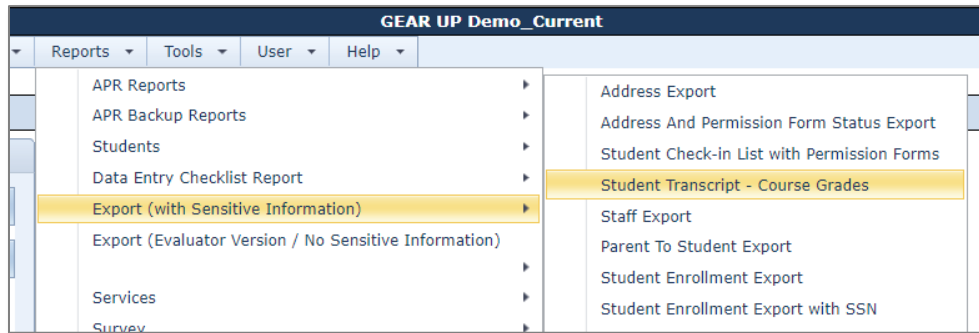 GEAR UP Demo_Current
Reports Tools User Help
APR Reports
APR Backup Reports
Students
Data Entry Checklist Report
Export (with Sensitive Information)
Export (Evaluator Version / No Sensitive Information)
Services
Survey
Address Export
Address And Permission Form Status Export
Student Check-in List with Permission Forms
Student Transcript - Course Grades
Staff Export
Parent To Student Export
Student Enrollment Export
Student Enrollment Export with SSN